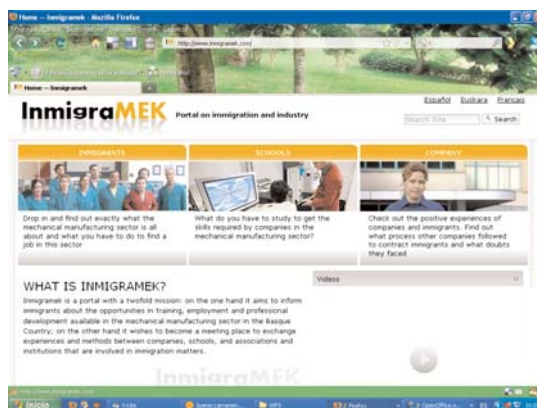 Home — Inmigramek - Mozilla Firefox
http://www.inmigramek.com/
Home — Inmigramek
Español Euskara Français
InmigraMEK Portal on immigration and industry
Search Site Search
IMMIGRANTS SCHOOLS COMPANY
Drop in and find out exactly what the
mechanical manufacturing sector is all
about and what you have to do to find a
job in this sector
What do you have to study to get the
skills required by companies in the
mechanical manufacturing sector?
Check out the positive experiences of
companies and immigrants. Find out
what process other companies followed
to contract immigrants and what doubts
they faced
WHAT IS INMIGRAMEK?
Inmigramek is a portal with a twofold mission: on the one hand it aims to inform
immigrants about the opportunities in training, employment and professional
development available in the mechanical manufacturing sector in the Basque
Country; on the other hand it wishes to become a meeting place to exchange
experiences and methods between companies, schools, and associations and
institutions that are involved in immigration matters.
Videos
InmigraMEK
Inicio